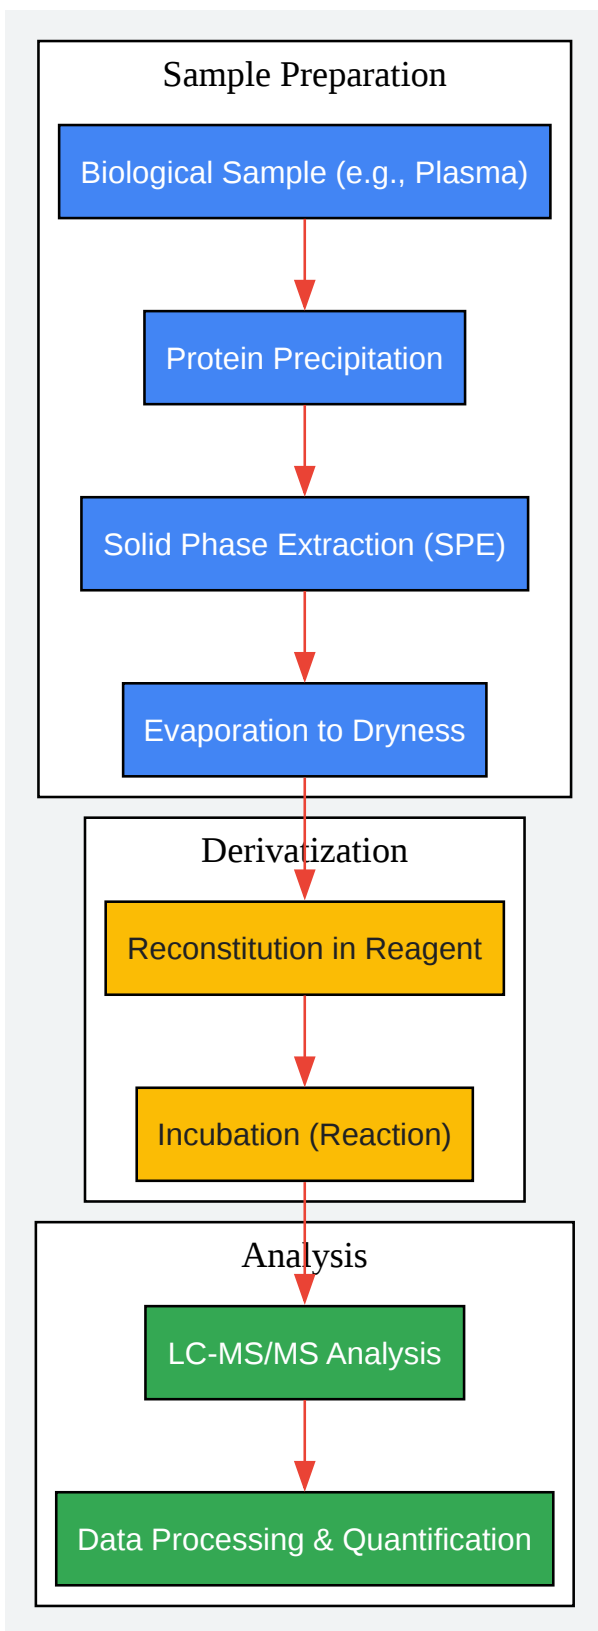 Sample Preparation
Biological Sample (e.g., Plasma)
Protein Precipitation
Solid Phase Extraction (SPE)
Evaporation to Dryness
Derivatization
Reconstitution in Reagent
Incubation (Reaction)
Analysis
LC-MS/MS Analysis
Data Processing & Quantification